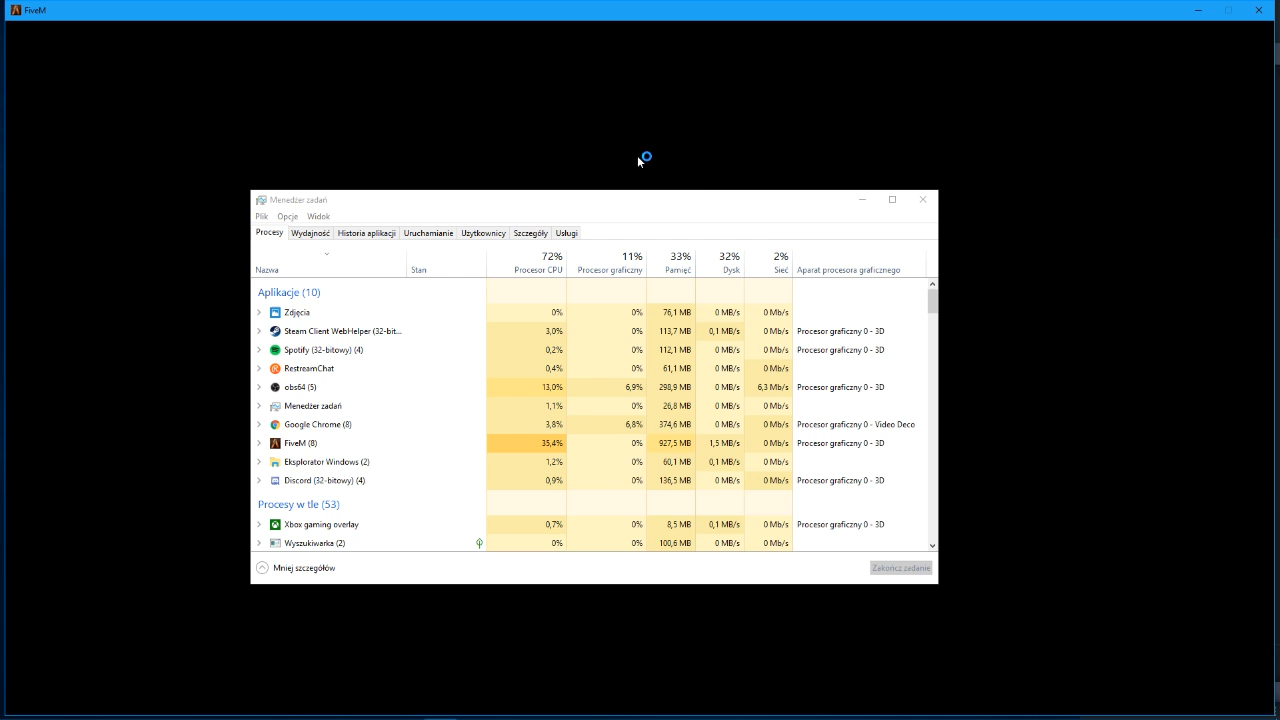 FiveM
Menedżer zadań
Plik Opcje Widok
Procesy Wydajność Historia aplikacji Uruchamianie Użytkownicy Szczegóły Usługi
72% 11% 33% 32% 2%
Nazwa Stan Procesor CPU Procesor graficzny Pamięć Dysk Sieć Aparat procesora graficznego
Aplikacje (10)
Zdjęcia 0% 0% 76,1 MB 0 MB/s 0 Mb/s
Steam Client WebHelper (32-bit... 3,0% 0% 113,7 MB 0,1 MB/s 0 Mb/s Procesor graficzny 0 - 3D
Spotify (32-bitowy) (4) 0,2% 0% 112,1 MB 0 MB/s 0 Mb/s Procesor graficzny 0 - 3D
RestreamChat 0,4% 0% 61,1 MB 0 MB/s 0 Mb/s
obs64 (5) 13,0% 6,9% 298,9 MB 0 MB/s 6,3 Mb/s Procesor graficzny 0 - 3D
Menedżer zadań 1,1% 0% 26,8 MB 0 MB/s 0 Mb/s
Google Chrome (8) 3,8% 6,8% 374,6 MB 0 MB/s 0 Mb/s Procesor graficzny 0 - Video Deco
FiveM (8) 35,4% 0% 927,5 MB 1,5 MB/s 0 Mb/s Procesor graficzny 0 - 3D
Eksplorator Windows (2) 1,2% 0% 60,1 MB 0,1 MB/s 0 Mb/s
Discord (32-bitowy) (4) 0,9% 0% 136,5 MB 0 MB/s 0 Mb/s Procesor graficzny 0 - 3D
Procesy w tle (53)
Xbox gaming overlay 0,7% 0% 8,5 MB 0,1 MB/s 0 Mb/s Procesor graficzny 0 - 3D
Wyszukiwarka (2) 0% 0% 100,6 MB 0 MB/s 0 Mb/s
Mniej szczegółów Zakończ zadanie